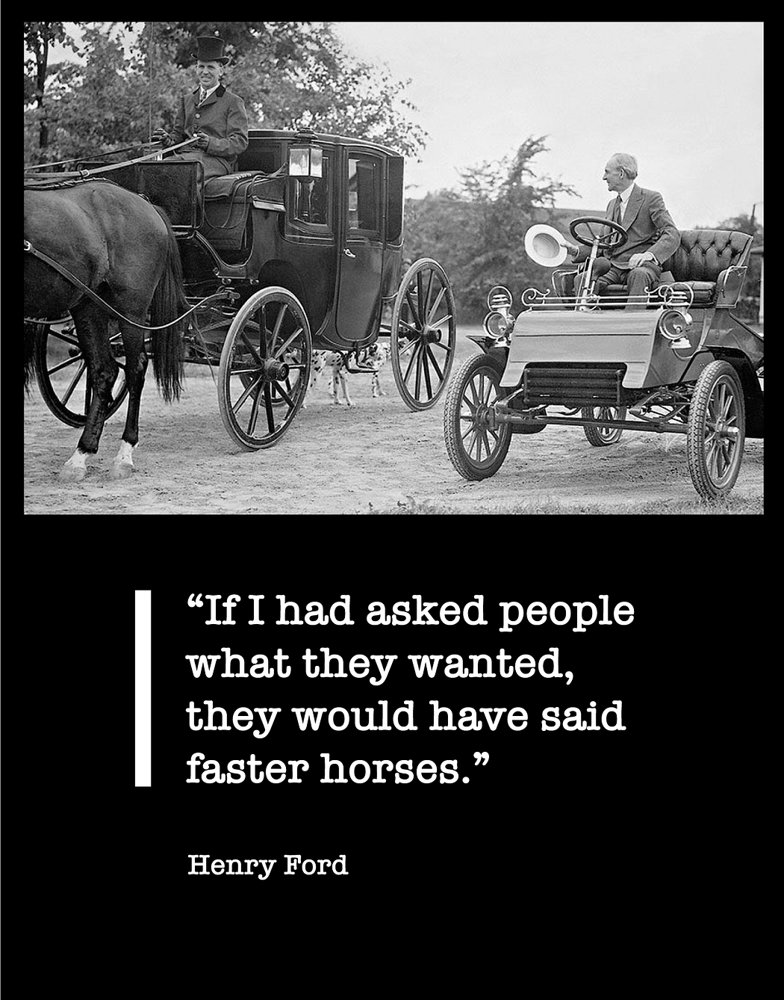 “If I had asked people
what they wanted,
they would have said
faster horses.”
Henry Ford